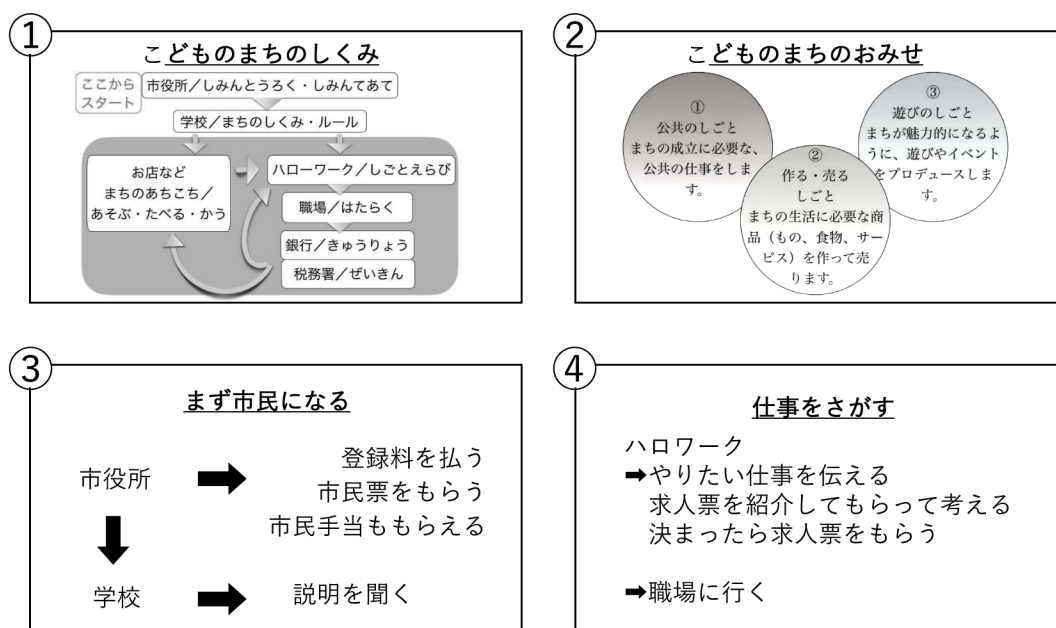 ①
こどものまちのしくみ
ここから
スタート
市役所/しみんとうろく・しみんてあて
学校/まちのしくみ・ルール
お店など
まちのあちこち/
あそぶ・たべる・かう
ハローワーク/しごとえらび
職場/はたらく
銀行/きゅうりょう
税務署/ぜいきん
②
こどものまちのおみせ
①
公共のしごと
まちの成立に必要な、
公共の仕事をしま
す。
②
作る・売る
しごと
まちの生活に必要な商
品（もの、食物、サー
ビス）を作って売
ります。
③
遊びのしごと
まちが魅力的になるよ
うに、遊びやイベント
をプロデュースしま
す。
③
まず市民になる
市役所
登録料を払う
市民票をもらう
市民手当ももらえる
学校
説明を聞く
④
仕事をさがす
ハロワーク
➡やりたい仕事を伝える
求人票を紹介してもらって考える
決まったら求人票をもらう
➡職場に行く